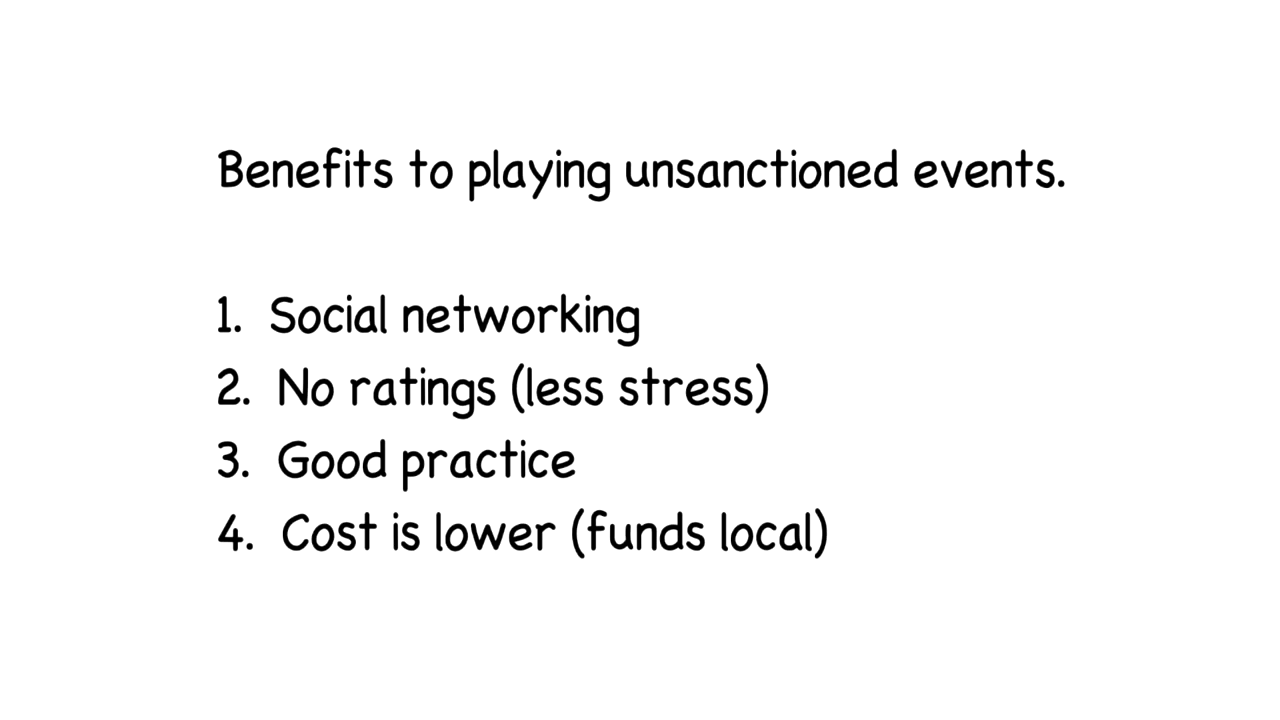 Benefits to playing unsanctioned events.
1. Social networking
2. No ratings (less stress)
3. Good practice
4. Cost is lower (funds local)